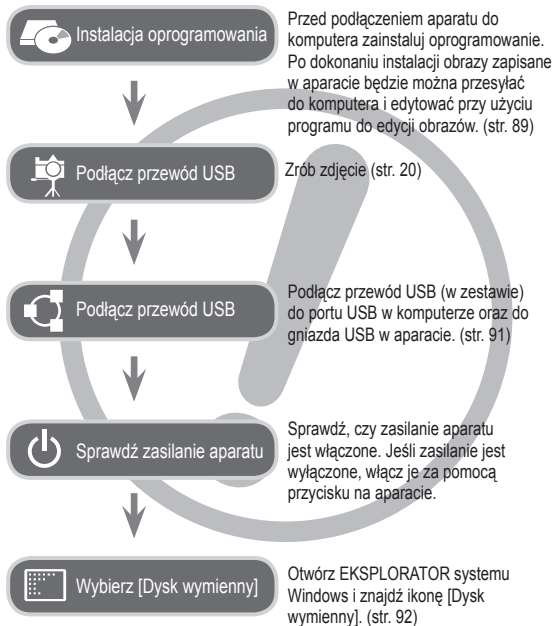 Instalacja oprogramowania
Przed podłączeniem aparatu do
komputera zainstaluj oprogramowanie.
Po dokonaniu instalacji obrazy zapisane
w aparacie będzie można przesyłać
do komputera i edytować przy użyciu
programu do edycji obrazów. (str. 89)
Podłącz przewód USB
Zrób zdjęcie (str. 20)
Podłącz przewód USB
Podłącz przewód USB (w zestawie)
do portu USB w komputerze oraz do
gniazda USB w aparacie. (str. 91)
Sprawdź zasilanie aparatu
Sprawdź, czy zasilanie aparatu
jest włączone. Jeśli zasilanie jest
wyłączone, włącz je za pomocą
przycisku na aparacie.
Wybierz [Dysk wymienny]
Otwórz EKSPLORATOR systemu
Windows i znajdź ikonę [Dysk
wymienny]. (str. 92)